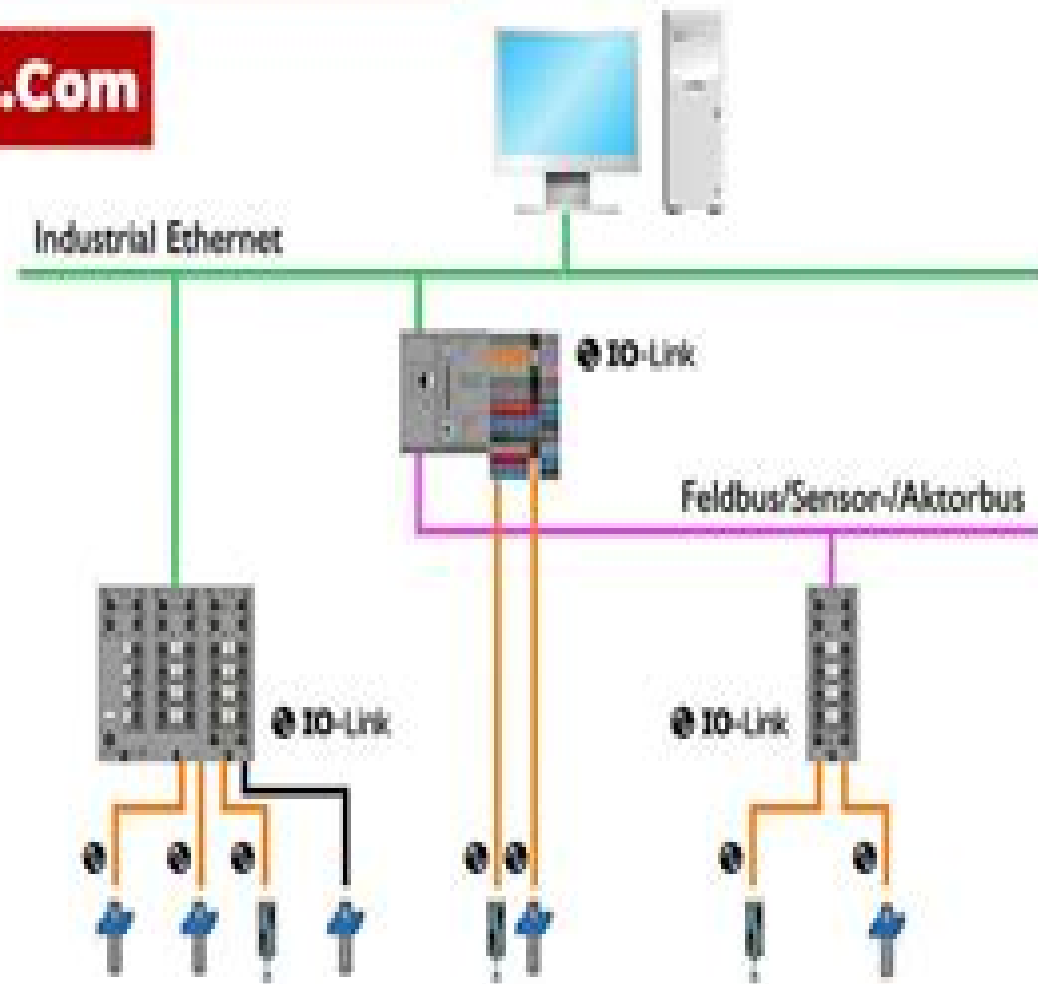 .Com
Industrial Ethernet
IO-Link
Feldbus/Sensor-/Aktorbus
IO-Link
IO-Link